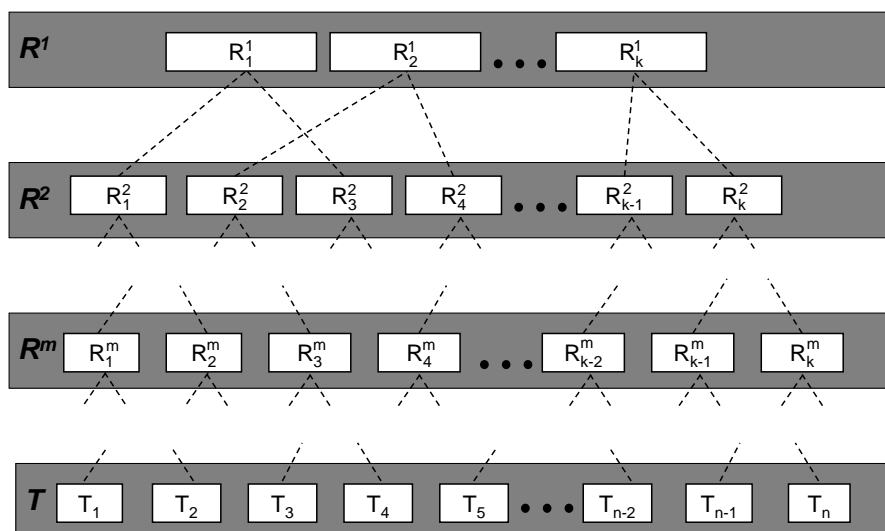 R¹ R₁¹ R₂¹ • • • Rₖ¹
R² R₁² R₂² R₃² R₄² • • • Rₖ₋₁² Rₖ²
Rᵐ R₁ᵐ R₂ᵐ R₃ᵐ R₄ᵐ • • • Rₖ₋₂ᵐ Rₖ₋₁ᵐ Rₖᵐ
T T₁ T₂ T₃ T₄ T₅ • • • Tₙ₋₂ Tₙ₋₁ Tₙ